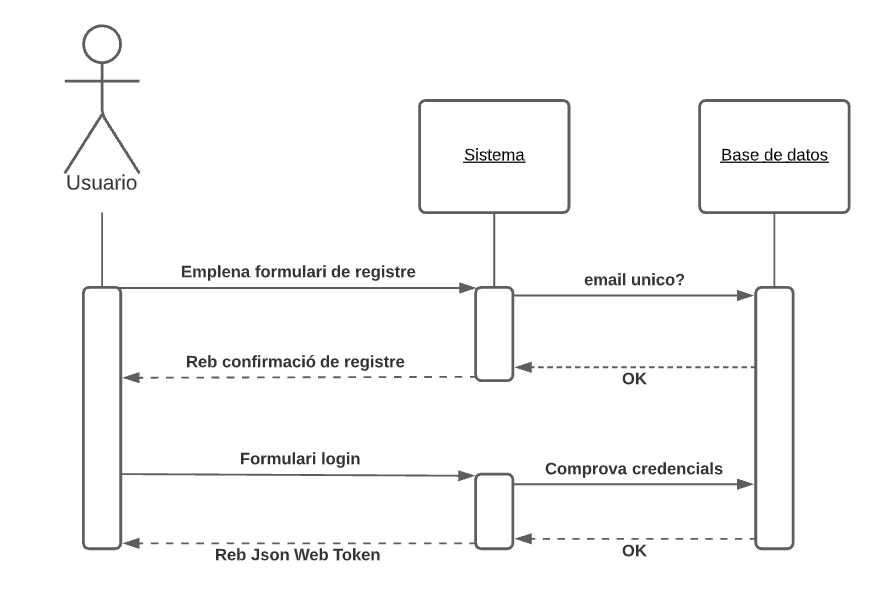 Usuario
Sistema
Base de datos
Emplena formulari de registre
email unico?
Reb confirmació de registre
OK
Formulari login
Comprova credencials
Reb Json Web Token
OK